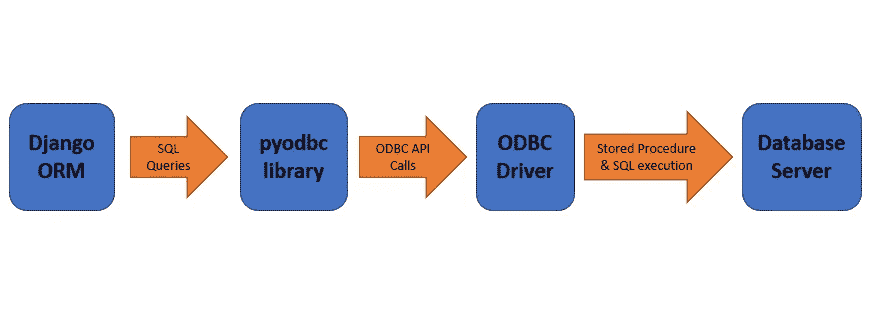 Django
ORM
SQL
Queries
pyodbc
library
ODBC API
Calls
ODBC
Driver
Stored Procedure
& SQL execution
Database
Server